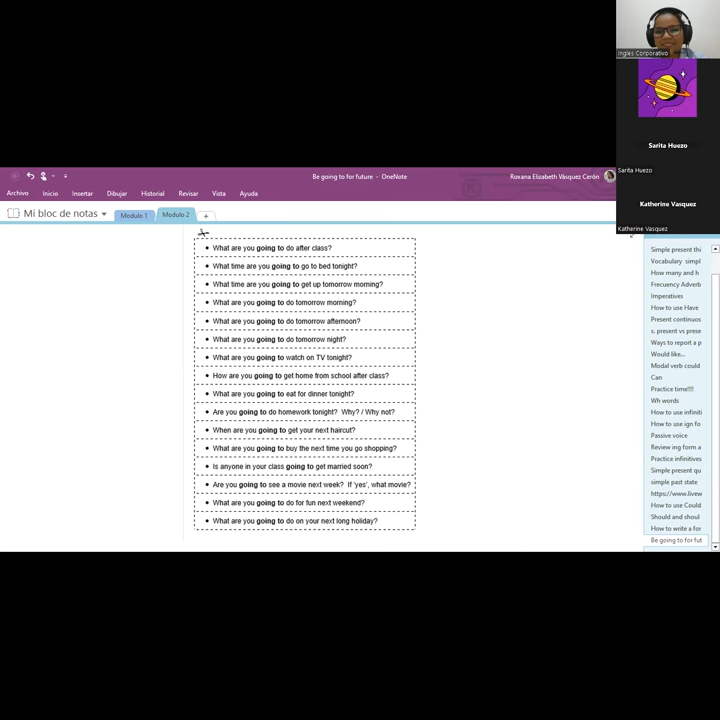 Ingles Corporativo
Sarita Huezo
Sarita Huezo
Katherine Vasquez
Katherine Vasquez
Be going to for future - OneNote
Roxana Elizabeth Vásquez Cerón
Archivo Inicio Insertar Dibujar Historial Revisar Vista Ayuda
Mi bloc de notas Modulo 1 Modulo 2 +
• What are you going to do after class?
• What time are you going to go to bed tonight?
• What time are you going to get up tomorrow morning?
• What are you going to do tomorrow morning?
• What are you going to do tomorrow afternoon?
• What are you going to do tomorrow night?
• What are you going to watch on TV tonight?
• How are you going to get home from school after class?
• What are you going to eat for dinner tonight?
• Are you going to do homework tonight? Why? / Why not?
• When are you going to get your next haircut?
• What are you going to buy the next time you go shopping?
• Is anyone in your class going to get married soon?
• Are you going to see a movie next week? If 'yes', what movie?
• What are you going to do for fun next weekend?
• What are you going to do on your next long holiday?
Simple present thi
Vocabulary simpl
How many and h
Frecuency Adverb
Imperatives
How to use Have
Present continuos
s. present vs prese
Ways to report a p
Would like...
Modal verb could
Can
Practice time!!!!
Wh words
How to use infiniti
How to use ign fo
Passive voice
Review ing form a
Practice infinitives
Simple present qu
simple past state
https://www.livew
How to use Could
Should and shoul
How to write a for
Be going to for fut